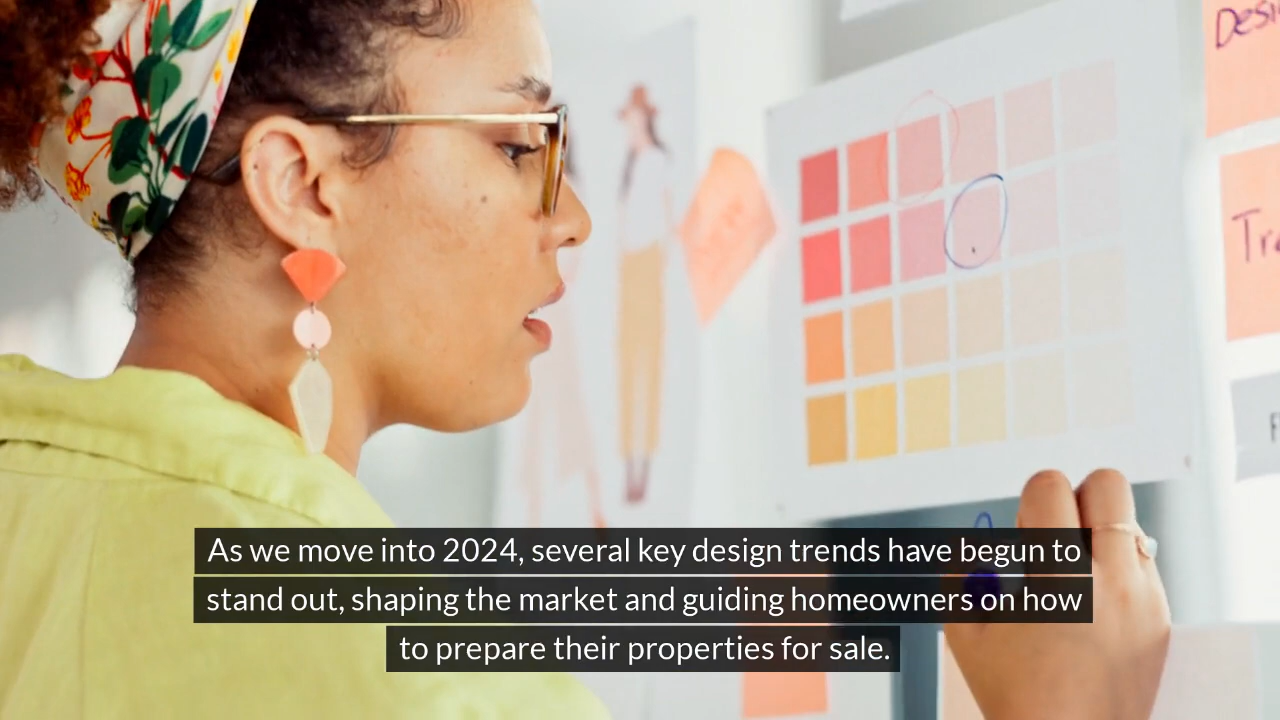 As we move into 2024, several key design trends have begun to
stand out, shaping the market and guiding homeowners on how
to prepare their properties for sale.